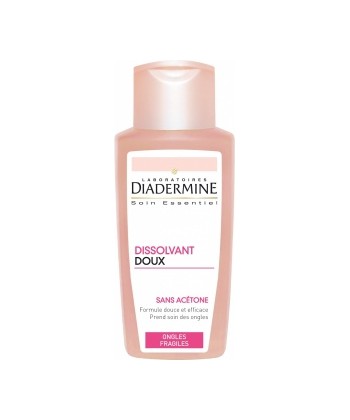 LABORATOIRES
DIADERMINE
Soin Essentiel
DISSOLVANT
DOUX
SANS ACÉTONE
Formule douce et efficace
Prend soin des ongles
ONGLES
FRAGILES